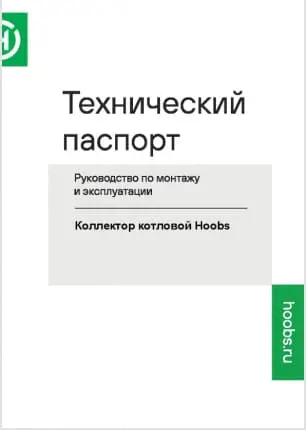 Технический
паспорт
Руководство по монтажу
и эксплуатации
Коллектор котловой Hoobs
hoobs.ru